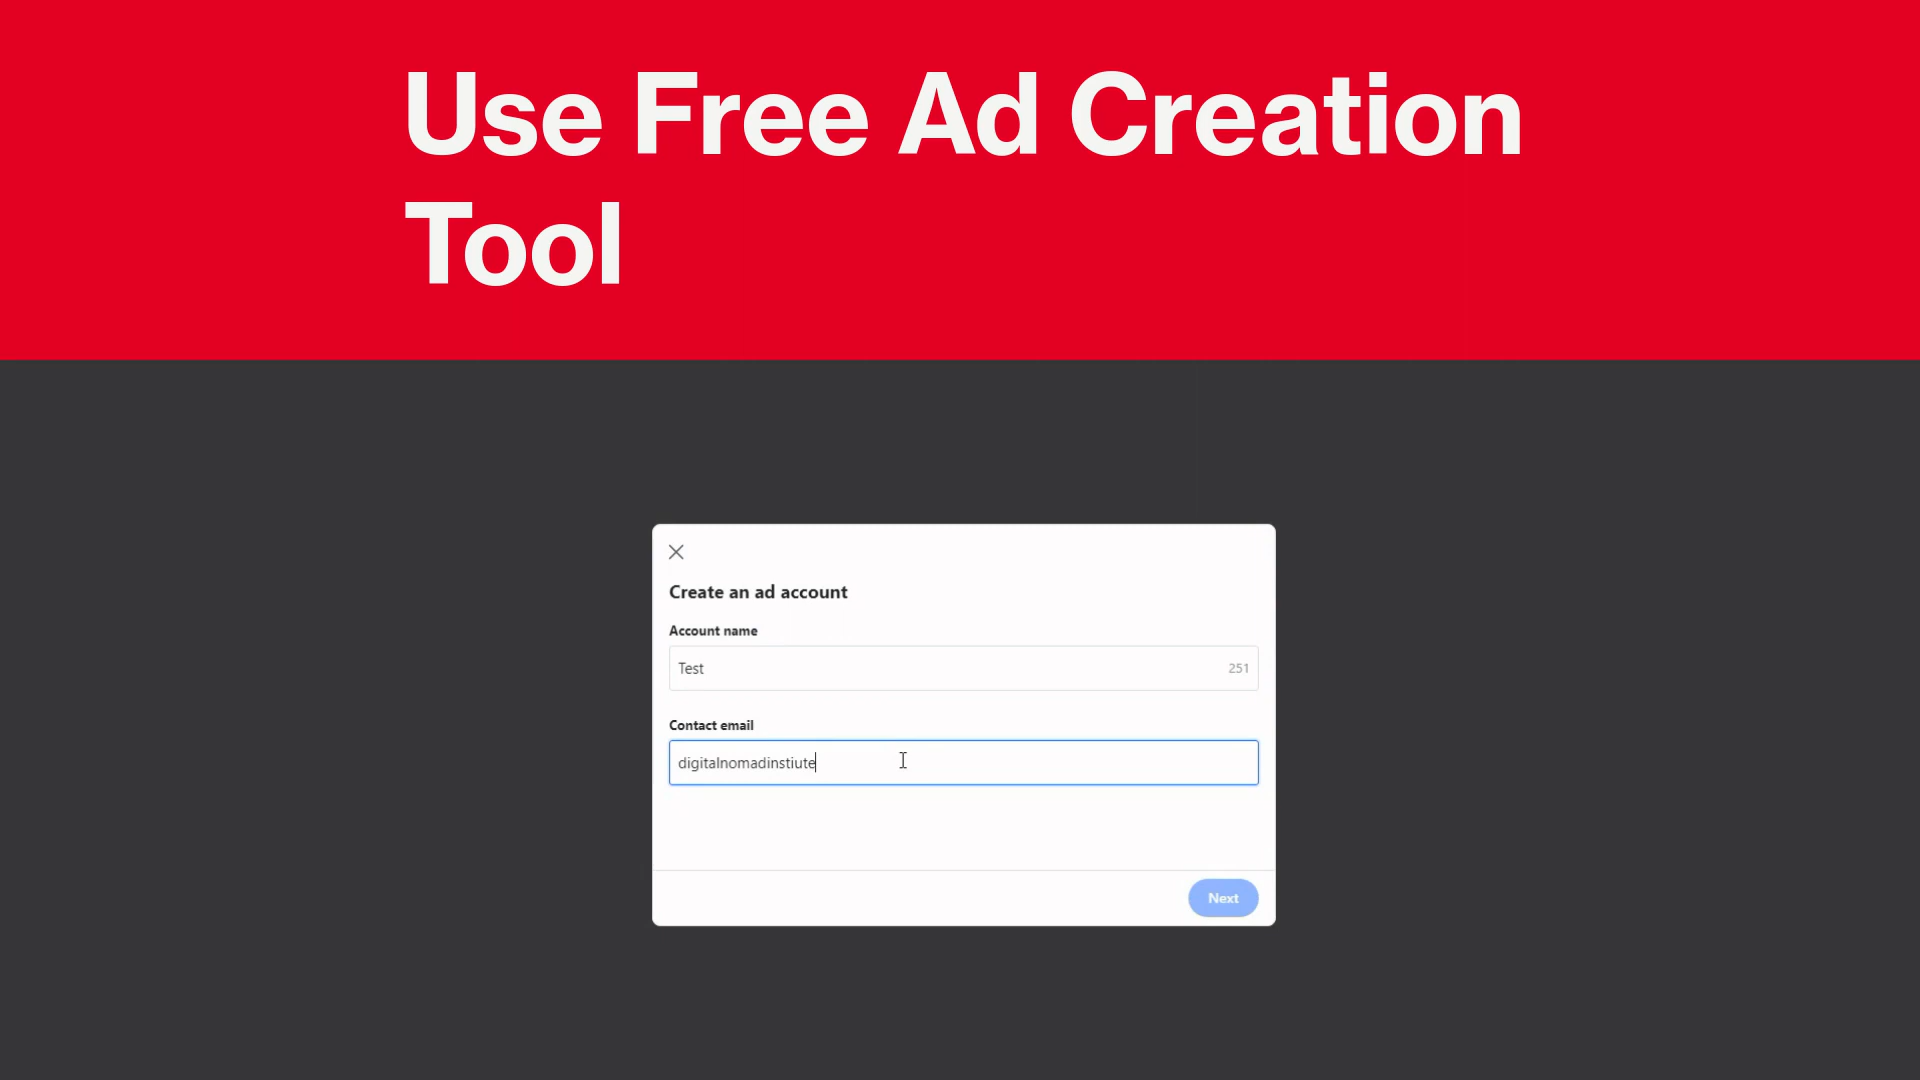 Use Free Ad Creation
Tool
Create an ad account
Account name
Test 251
Contact email
digitalnomadinstiute
Next